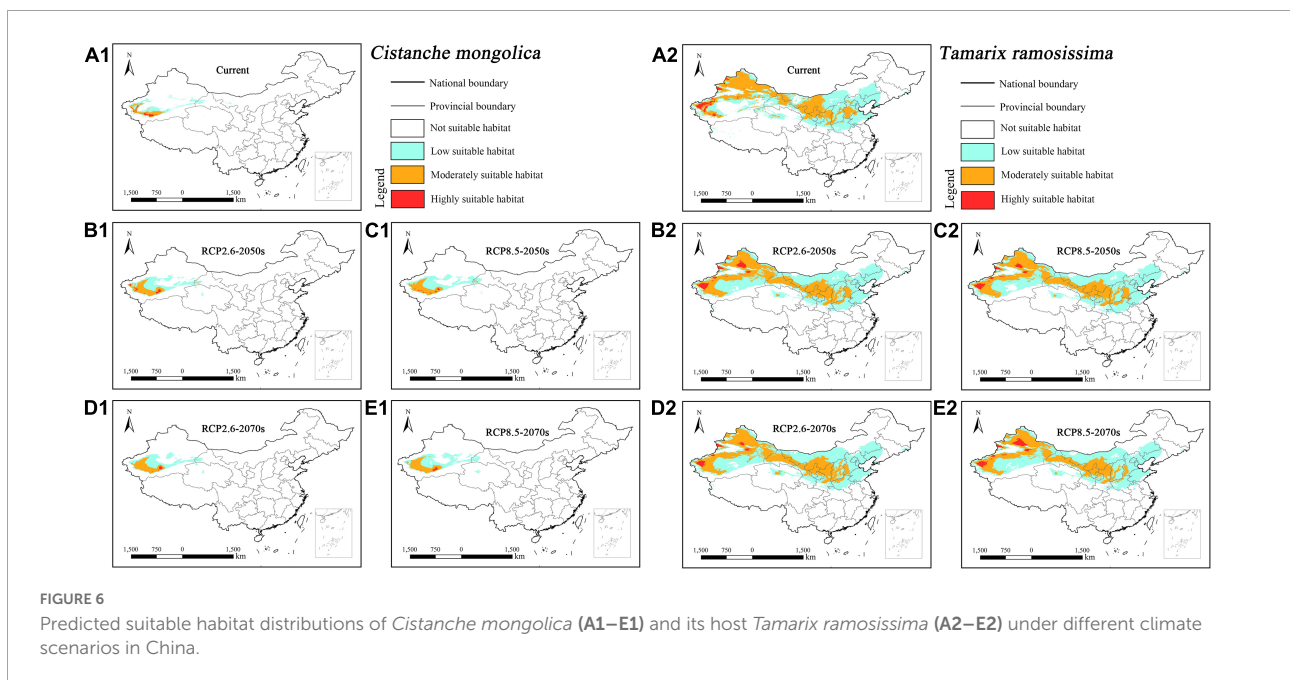 A1
N
Current
1,500 750 0 1,500 km
Cistanche mongolica
National boundary
Provincial boundary
Not suitable habitat
Low suitable habitat
Moderately suitable habitat
Highly suitable habitat
Legend
A2
N
Current
1,500 750 0 1,500 km
Tamarix ramosissima
National boundary
Provincial boundary
Not suitable habitat
Low suitable habitat
Moderately suitable habitat
Highly suitable habitat
Legend
B1
N
RCP2.6-2050s
1,500 750 0 1,500 km
C1
N
RCP8.5-2050s
1,500 750 0 1,500 km
B2
N
RCP2.6-2050s
1,500 750 0 1,500 km
C2
N
RCP8.5-2050s
1,500 750 0 1,500 km
D1
N
RCP2.6-2070s
1,500 750 0 1,500 km
E1
N
RCP8.5-2070s
1,500 750 0 1,500 km
D2
N
RCP2.6-2070s
1,500 750 0 1,500 km
E2
N
RCP8.5-2070s
1,500 750 0 1,500 km
FIGURE 6
Predicted suitable habitat distributions of Cistanche mongolica (A1–E1) and its host Tamarix ramosissima (A2–E2) under different climate
scenarios in China.